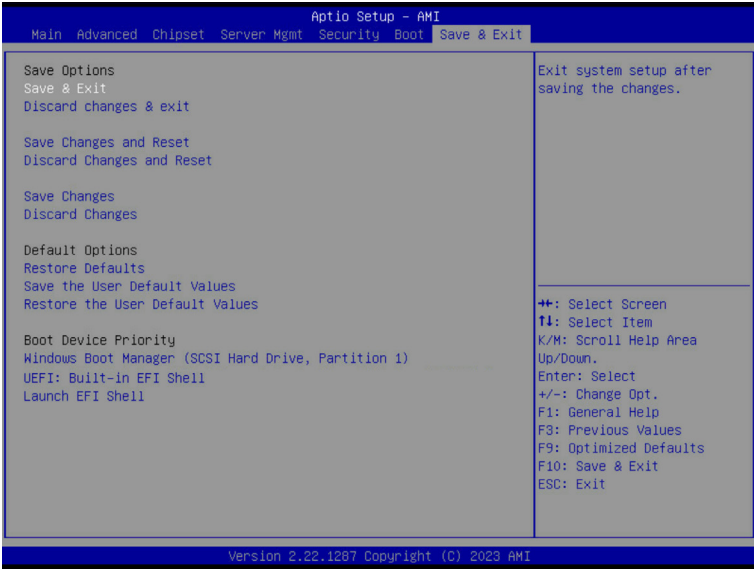 Aptio Setup – AMI
Main Advanced Chipset Server Mgmt Security Boot Save & Exit
Save Options
Save & Exit
Discard changes & exit
Save Changes and Reset
Discard Changes and Reset
Save Changes
Discard Changes
Default Options
Restore Defaults
Save the User Default Values
Restore the User Default Values
Boot Device Priority
Windows Boot Manager (SCSI Hard Drive, Partition 1)
UEFI: Built-in EFI Shell
Launch EFI Shell
Exit system setup after
saving the changes.
→←: Select Screen
↑↓: Select Item
K/M: Scroll Help Area
Up/Down.
Enter: Select
+/-: Change Opt.
F1: General Help
F3: Previous Values
F9: Optimized Defaults
F10: Save & Exit
ESC: Exit
Version 2.22.1287 Copyright (C) 2023 AMI